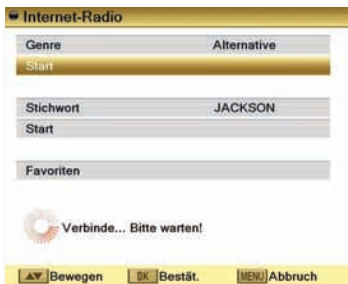 Internet-Radio
Genre Alternative
Start
Stichwort JACKSON
Start
Favoriten
Verbinde... Bitte warten!
▲▼ Bewegen OK Bestät. MENU Abbruch